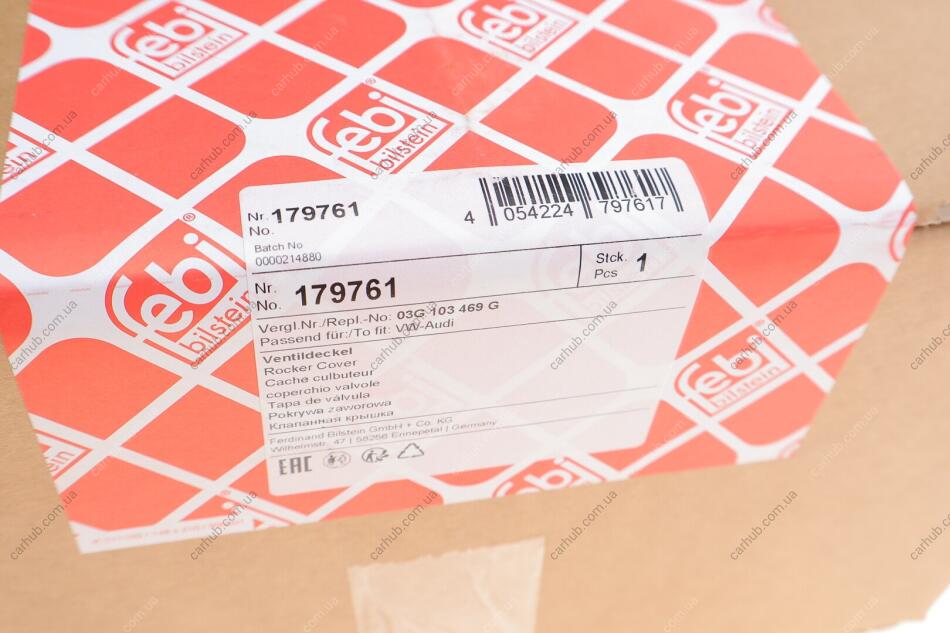 febi
bilstein
Nr. 179761
No.
4 054224 797617
Batch No
0000214880
Nr. 179761
No.
Stck. 1
Pcs
Vergl.Nr./Repl.-No: 03G 103 469 G
Passend für:/To fit: VW-Audi
Ventildeckel
Rocker Cover
Cache culbuteur
coperchio valvole
Tapa de válvula
Pokrywa zaworowa
Клапанная крышка
Ferdinand Bilstein GmbH + Co. KG
Wilhelmstr. 47 | 58256 Ennepetal | Germany
EAC
carhub.com.ua